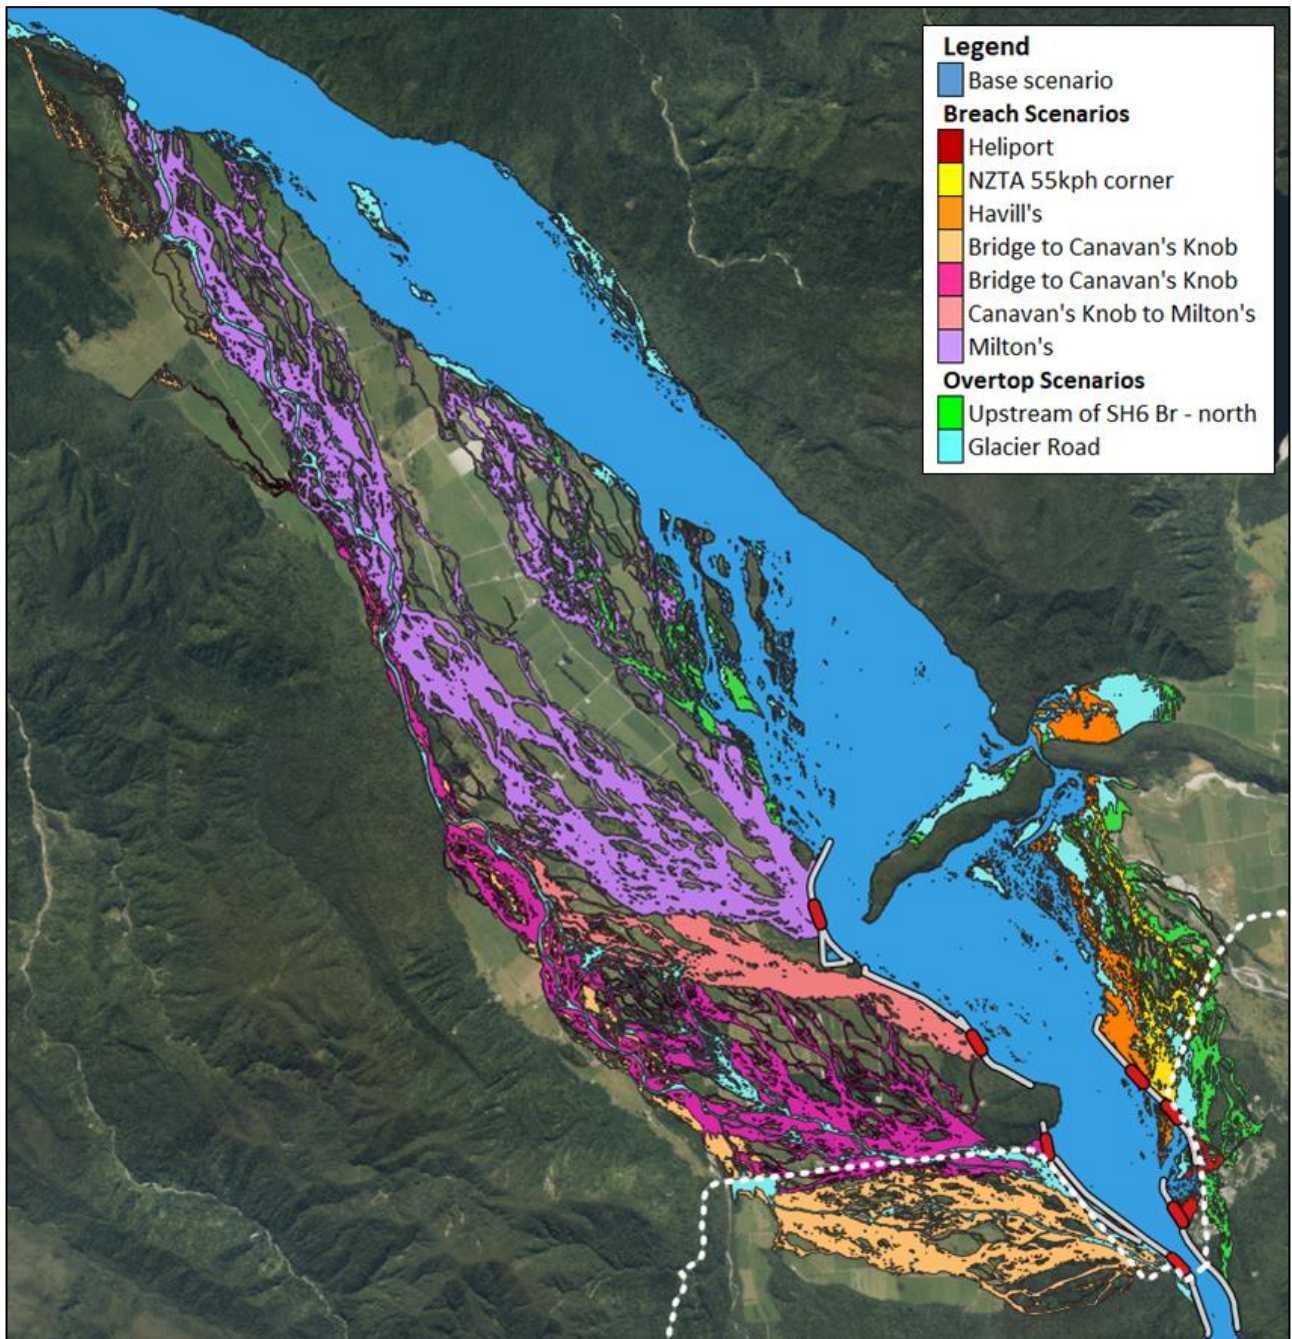 Legend
Base scenario
Breach Scenarios
Heliport
NZTA 55kph corner
Havill's
Bridge to Canavan's Knob
Bridge to Canavan's Knob
Canavan's Knob to Milton's
Milton's
Overtop Scenarios
Upstream of SH6 Br - north
Glacier Road